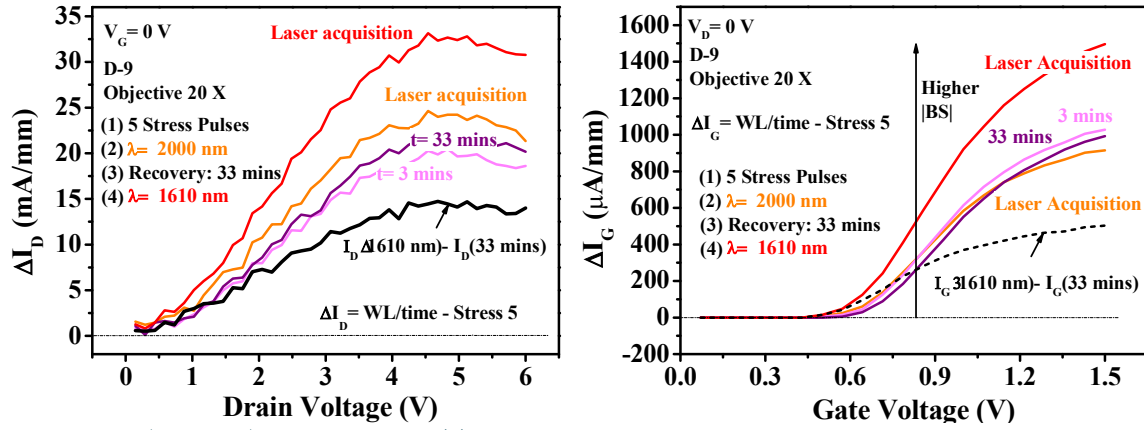 V_G= 0 V
D-9
Objective 20 X
(1) 5 Stress Pulses
(2) λ= 2000 nm
(3) Recovery: 33 mins
(4) λ= 1610 nm
Laser acquisition
Laser acquisition
t= 33 mins
t= 3 mins
I_D Δ1610 nm)- I_D(33 mins)
ΔI_D= WL/time - Stress 5
ΔI_D (mA/mm)
35
30
25
20
15
10
5
0
0 1 2 3 4 5 6
Drain Voltage (V)
V_D= 0 V
D-9
Objective 20 X
ΔI_G= WL/time - Stress 5
(1) 5 Stress Pulses
(2) λ= 2000 nm
(3) Recovery: 33 mins
(4) λ= 1610 nm
Higher
|BS|
Laser Acquisition
3 mins
33 mins
Laser Acquisition
I_G 1610 nm)- I_G(33 mins)
ΔI_G (µA/mm)
1600
1400
1200
1000
800
600
400
200
0
-200
0.0 0.3 0.6 0.9 1.2 1.5
Gate Voltage (V)